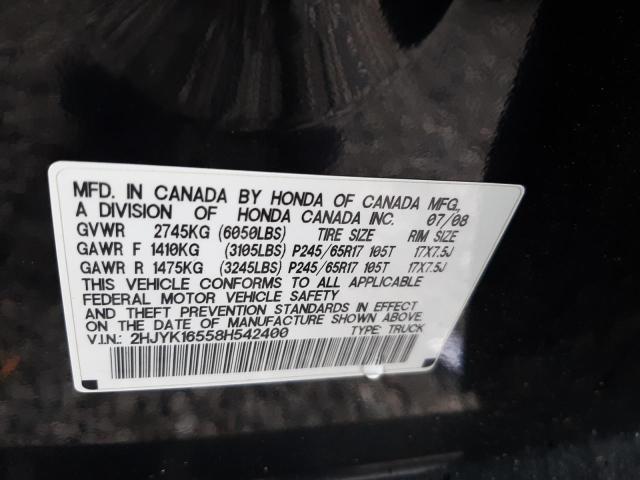 MFD. IN CANADA BY HONDA OF CANADA MFG.,
A DIVISION OF HONDA CANADA INC. 07/08
GVWR 2745KG (6050LBS) TIRE SIZE RIM SIZE
GAWR F 1410KG (3105LBS) P245/65R17 105T 17X7.5J
GAWR R 1475KG (3245LBS) P245/65R17 105T 17X7.5J
THIS VEHICLE CONFORMS TO ALL APPLICABLE
FEDERAL MOTOR VEHICLE SAFETY
AND THEFT PREVENTION STANDARDS IN EFFECT
ON THE DATE OF MANUFACTURE SHOWN ABOVE.
V.I.N.: 2HJYK16558H542400 TYPE: TRUCK